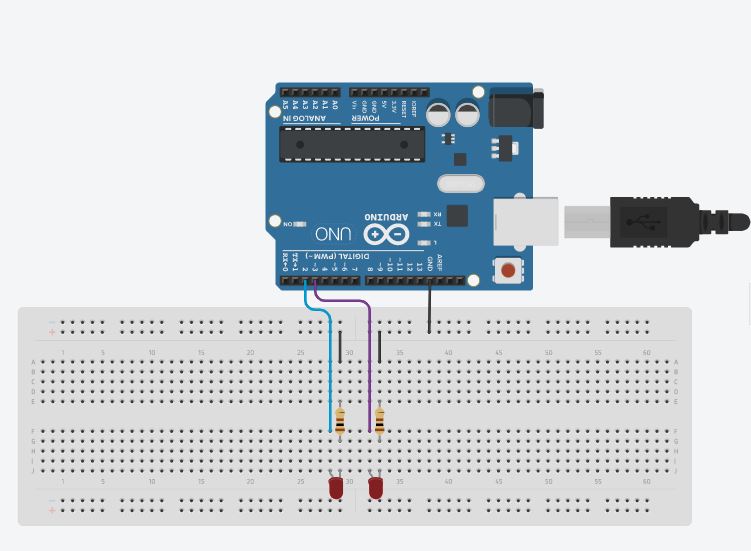 A5 A4 A3 A2 A1 A0 Vin GND GND 5V 3.3V RESET IOREF
ANALOG IN POWER
RX
TX
ARDUINO
ON
UNO
L
DIGITAL (PWM~)
RX←0 TX→1 2 ~3 4 ~5 ~6 7 8 ~9 ~10 ~11 12 13 GND AREF
1 5 10 15 20 25 30 35 40 45 50 55 60
A A
B B
C C
D D
E E
F F
G G
H H
I I
J J
1 5 10 15 20 25 30 35 40 45 50 55 60